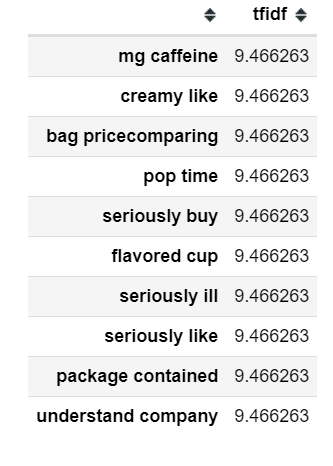 tfidf
mg caffeine 9.466263
creamy like 9.466263
bag pricecomparing 9.466263
pop time 9.466263
seriously buy 9.466263
flavored cup 9.466263
seriously ill 9.466263
seriously like 9.466263
package contained 9.466263
understand company 9.466263